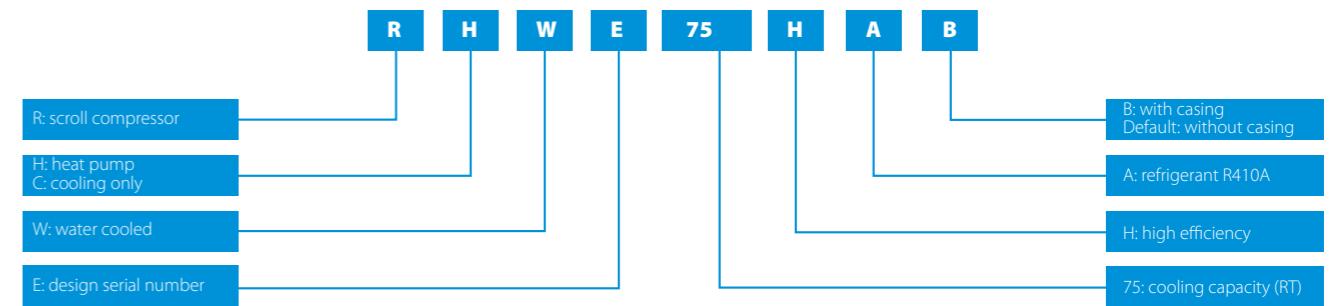 R H W E 75 H A B
R: scroll compressor
H: heat pump
C: cooling only
W: water cooled
E: design serial number
B: with casing
Default: without casing
A: refrigerant R410A
H: high efficiency
75: cooling capacity (RT)